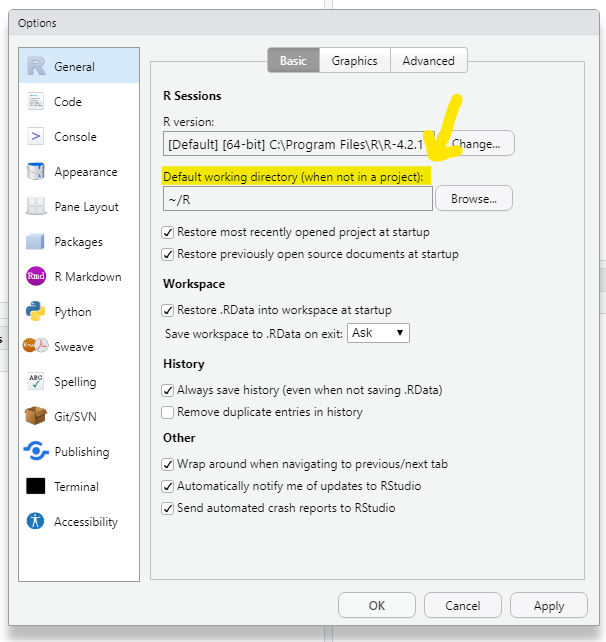 Options
General
Code
Console
Appearance
Pane Layout
Packages
Rmd
R Markdown
Python
Sweave
ABC
Spelling
Git/SVN
Publishing
Terminal
Accessibility
Basic
Graphics
Advanced
R Sessions
R version:
[Default] [64-bit] C:\Program Files\R\R-4.2.1
Change...
Default working directory (when not in a project):
~/R
Browse...
Restore most recently opened project at startup
Restore previously open source documents at startup
Workspace
Restore .RData into workspace at startup
Save workspace to .RData on exit: Ask
History
Always save history (even when not saving .RData)
Remove duplicate entries in history
Other
Wrap around when navigating to previous/next tab
Automatically notify me of updates to RStudio
Send automated crash reports to RStudio
OK
Cancel
Apply